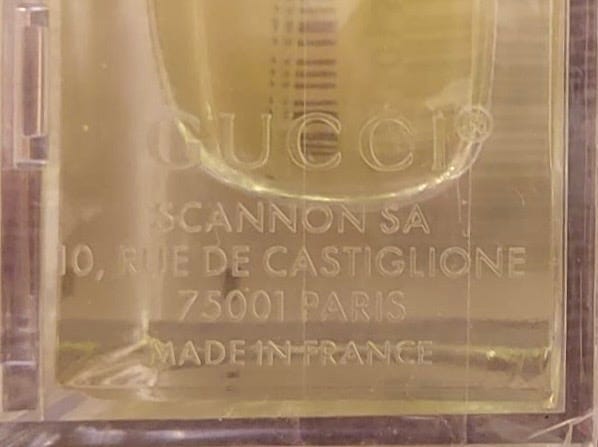 GUCCI®
SCANNON SA
10, RUE DE CASTIGLIONE
75001 PARIS
MADE IN FRANCE